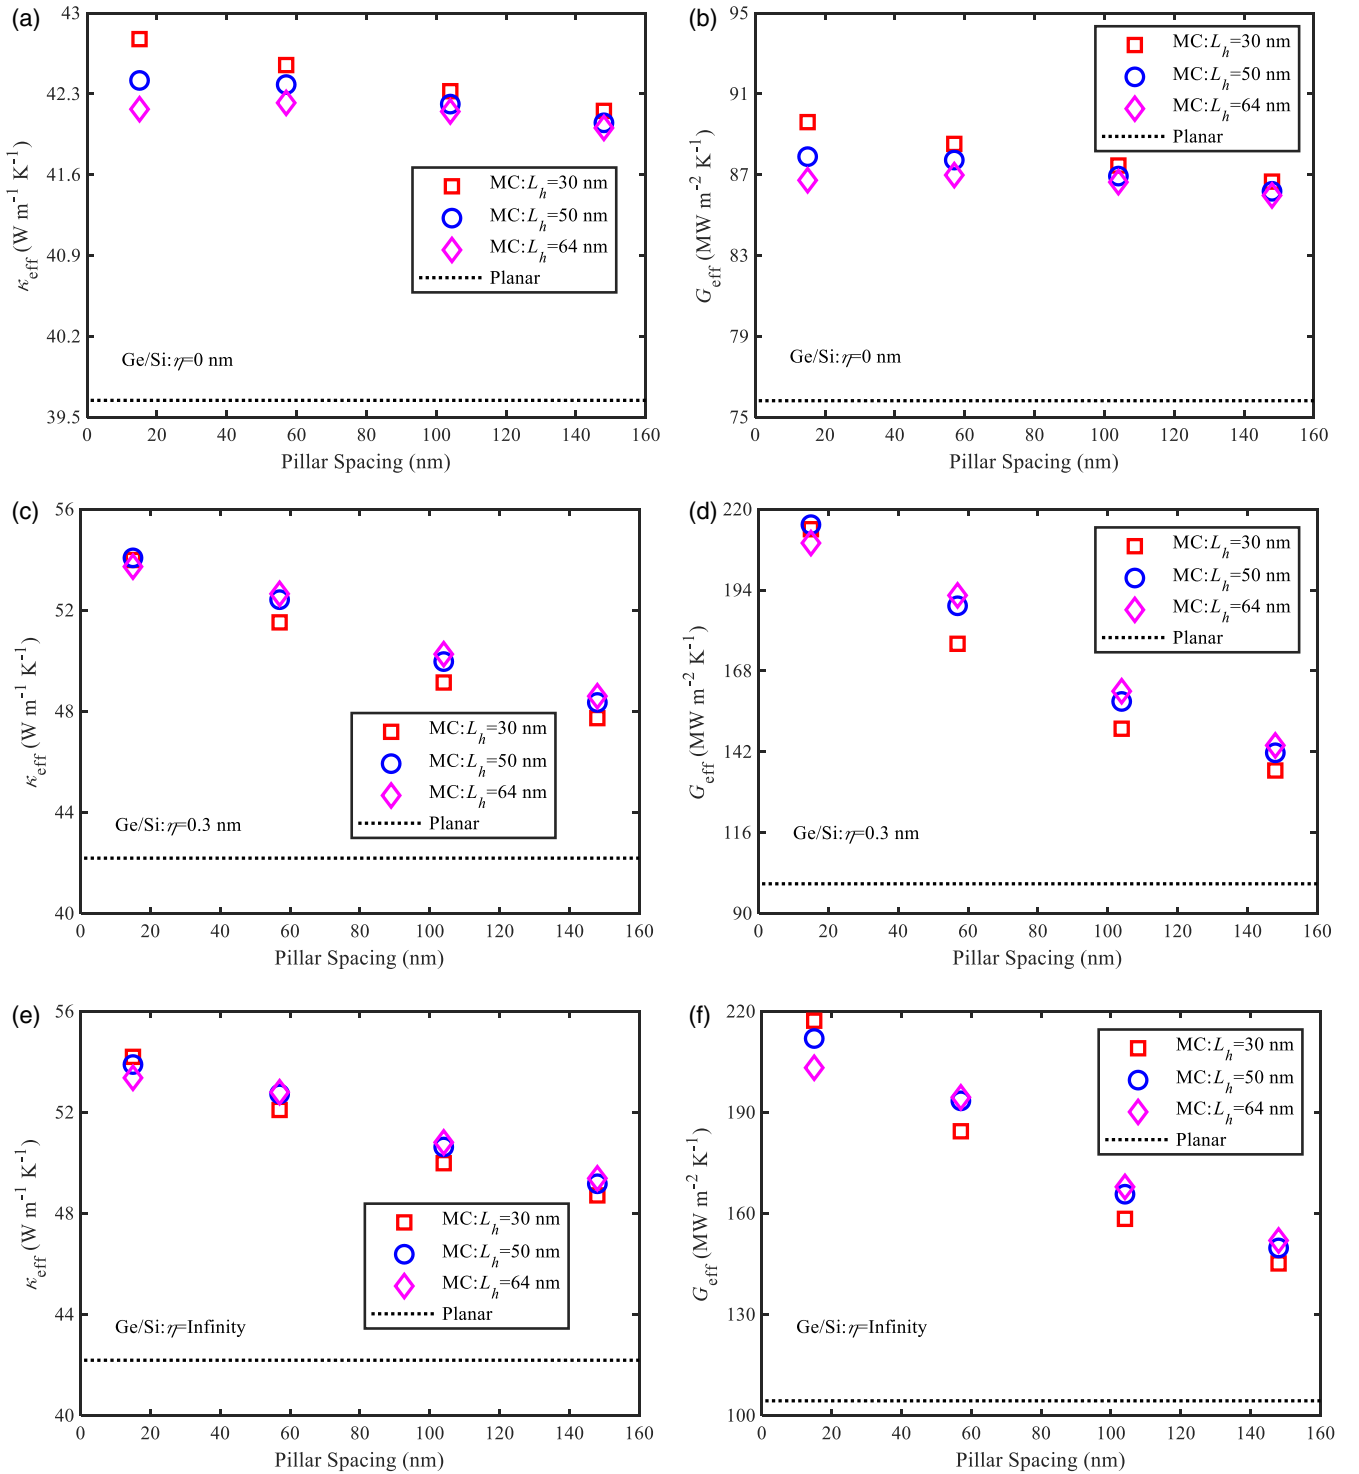 (a)
43
42.3
41.6
40.9
40.2
39.5
κeff (W m-1 K-1)
MC:Lh=30 nm
MC:Lh=50 nm
MC:Lh=64 nm
Planar
Ge/Si:η=0 nm
0 20 40 60 80 100 120 140 160
Pillar Spacing (nm)
(b)
95
91
87
83
79
75
Geff (MW m-2 K-1)
MC:Lh=30 nm
MC:Lh=50 nm
MC:Lh=64 nm
Planar
Ge/Si:η=0 nm
0 20 40 60 80 100 120 140 160
Pillar Spacing (nm)
(c)
56
52
48
44
40
κeff (W m-1 K-1)
MC:Lh=30 nm
MC:Lh=50 nm
MC:Lh=64 nm
Planar
Ge/Si:η=0.3 nm
0 20 40 60 80 100 120 140 160
Pillar Spacing (nm)
(d)
220
194
168
142
116
90
Geff (MW m-2 K-1)
MC:Lh=30 nm
MC:Lh=50 nm
MC:Lh=64 nm
Planar
Ge/Si:η=0.3 nm
0 20 40 60 80 100 120 140 160
Pillar Spacing (nm)
(e)
56
52
48
44
40
κeff (W m-1 K-1)
MC:Lh=30 nm
MC:Lh=50 nm
MC:Lh=64 nm
Planar
Ge/Si:η=Infinity
0 20 40 60 80 100 120 140 160
Pillar Spacing (nm)
(f)
220
190
160
130
100
Geff (MW m-2 K-1)
MC:Lh=30 nm
MC:Lh=50 nm
MC:Lh=64 nm
Planar
Ge/Si:η=Infinity
0 20 40 60 80 100 120 140 160
Pillar Spacing (nm)